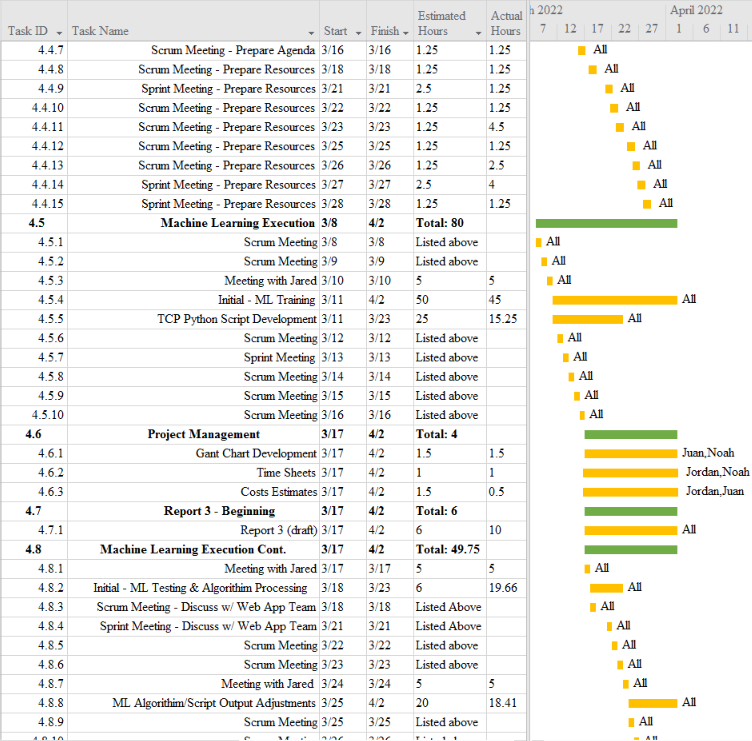 Estimated Actual h 2022 April 2022
Task ID Task Name Start Finish Hours Hours 7 12 17 22 27 1 6 11
4.4.7 Scrum Meeting - Prepare Agenda 3/16 3/16 1.25 1.25 All
4.4.8 Scrum Meeting - Prepare Resources 3/18 3/18 1.25 1.25 All
4.4.9 Sprint Meeting - Prepare Resources 3/21 3/21 2.5 1.25 All
4.4.10 Scrum Meeting - Prepare Resources 3/22 3/22 1.25 1.25 All
4.4.11 Scrum Meeting - Prepare Resources 3/23 3/23 1.25 4.5 All
4.4.12 Scrum Meeting - Prepare Resources 3/25 3/25 1.25 1.25 All
4.4.13 Scrum Meeting - Prepare Resources 3/26 3/26 1.25 2.5 All
4.4.14 Sprint Meeting - Prepare Resources 3/27 3/27 2.5 4 All
4.4.15 Sprint Meeting - Prepare Resources 3/28 3/28 1.25 1.25 All
4.5 Machine Learning Execution 3/8 4/2 Total: 80
4.5.1 Scrum Meeting 3/8 3/8 Listed above All
4.5.2 Scrum Meeting 3/9 3/9 Listed above All
4.5.3 Meeting with Jared 3/10 3/10 5 5 All
4.5.4 Initial - ML Training 3/11 4/2 50 45 All
4.5.5 TCP Python Script Development 3/11 3/23 25 15.25 All
4.5.6 Scrum Meeting 3/12 3/12 Listed above All
4.5.7 Sprint Meeting 3/13 3/13 Listed above All
4.5.8 Scrum Meeting 3/14 3/14 Listed above All
4.5.9 Scrum Meeting 3/15 3/15 Listed above All
4.5.10 Scrum Meeting 3/16 3/16 Listed above All
4.6 Project Management 3/17 4/2 Total: 4
4.6.1 Gant Chart Development 3/17 4/2 1.5 1.5 Juan,Noah
4.6.2 Time Sheets 3/17 4/2 1 1 Jordan,Noah
4.6.3 Costs Estimates 3/17 4/2 1.5 0.5 Jordan,Juan
4.7 Report 3 - Beginning 3/17 4/2 Total: 6
4.7.1 Report 3 (draft) 3/17 4/2 6 10 All
4.8 Machine Learning Execution Cont. 3/17 4/2 Total: 49.75
4.8.1 Meeting with Jared 3/17 3/17 5 5 All
4.8.2 Initial - ML Testing & Algorithim Processing 3/18 3/23 6 19.66 All
4.8.3 Scrum Meeting - Discuss w/ Web App Team 3/18 3/18 Listed Above All
4.8.4 Sprint Meeting - Discuss w/ Web App Team 3/21 3/21 Listed above All
4.8.5 Scrum Meeting 3/22 3/22 Listed above All
4.8.6 Scrum Meeting 3/23 3/23 Listed above All
4.8.7 Meeting with Jared 3/24 3/24 5 5 All
4.8.8 ML Algorithim/Script Output Adjustments 3/25 4/2 20 18.41 All
4.8.9 Scrum Meeting 3/25 3/25 Listed above All